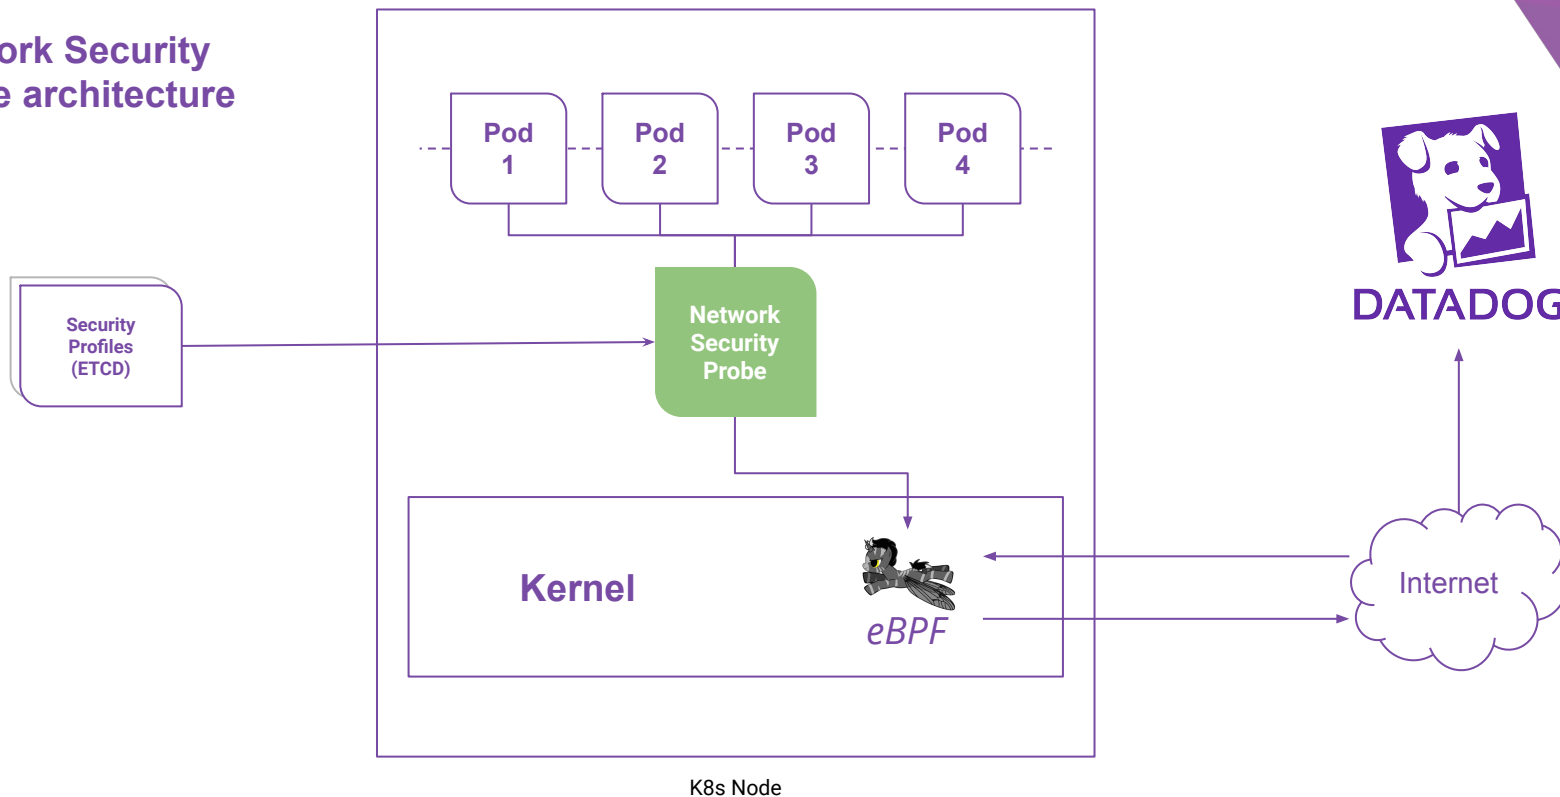 ork Security
e architecture
Pod
1
Pod
2
Pod
3
Pod
4
Security
Profiles
(ETCD)
Network
Security
Probe
DATADOG
Kernel
eBPF
Internet
K8s Node